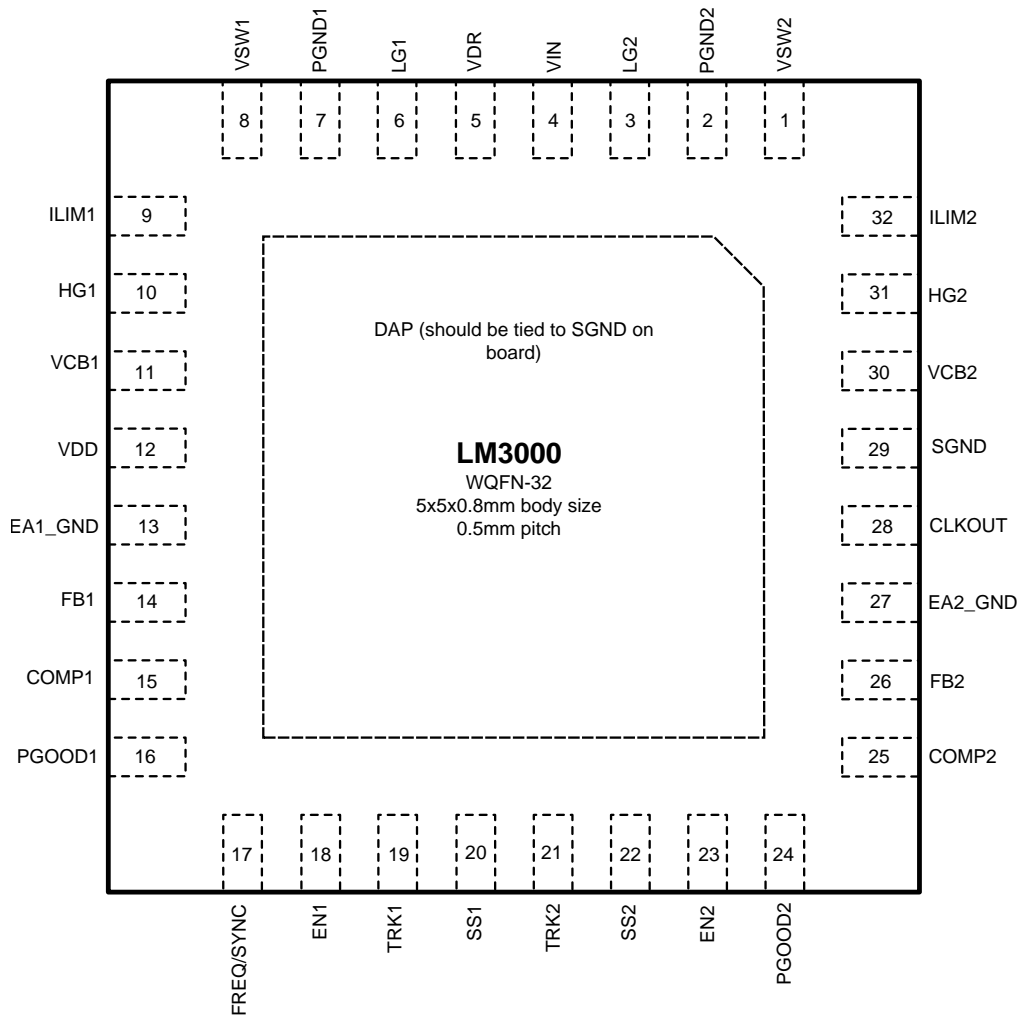 VSW1
PGND1
LG1
VDR
VIN
LG2
PGND2
VSW2
8
7
6
5
4
3
2
1
ILIM1
9
32
ILIM2
HG1
10
31
HG2
VCB1
11
30
VCB2
VDD
12
29
SGND
EA1_GND
13
28
CLKOUT
FB1
14
27
EA2_GND
COMP1
15
26
FB2
PGOOD1
16
25
COMP2
DAP (should be tied to SGND on
board)
LM3000
WQFN-32
5x5x0.8mm body size
0.5mm pitch
17
18
19
20
21
22
23
24
FREQ/SYNC
EN1
TRK1
SS1
TRK2
SS2
EN2
PGOOD2